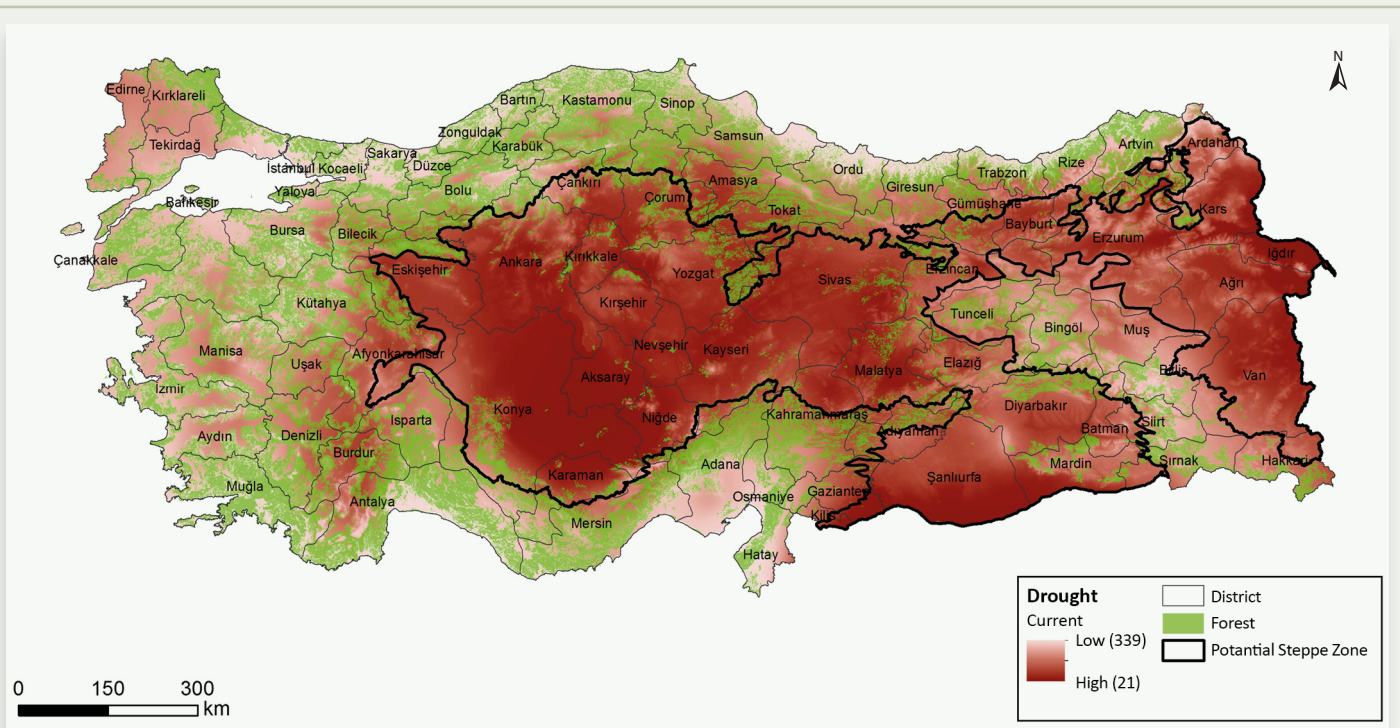 N
Edirne
Kırklareli
Tekirdağ
İstanbul
Kocaeli
Yalova
Sakarya
Düzce
Zonguldak
Bartın
Karabük
Kastamonu
Sinop
Samsun
Bolu
Çankırı
Çorum
Amasya
Tokat
Ordu
Giresun
Trabzon
Gümüşhane
Rize
Artvin
Ardahan
Bayburt
Kars
Erzurum
Iğdır
Balıkesir
Bursa
Bilecik
Çanakkale
Eskişehir
Ankara
Kırıkkale
Yozgat
Sivas
Erzincan
Ağrı
Kütahya
Kırşehir
Tunceli
Bingöl
Muş
Manisa
Uşak
Afyonkarahisar
Nevşehir
Kayseri
Malatya
Elazığ
Bitlis
Van
İzmir
Aksaray
Konya
Niğde
Kahramanmaraş
Adıyaman
Diyarbakır
Batman
Siirt
Isparta
Aydın
Denizli
Burdur
Muğla
Antalya
Karaman
Adana
Osmaniye
Gaziantep
Kilis
Şanlıurfa
Mardin
Şırnak
Hakkari
Mersin
Hatay
Drought
Current
Low (339)
High (21)
District
Forest
Potential Steppe Zone
0 150 300
km